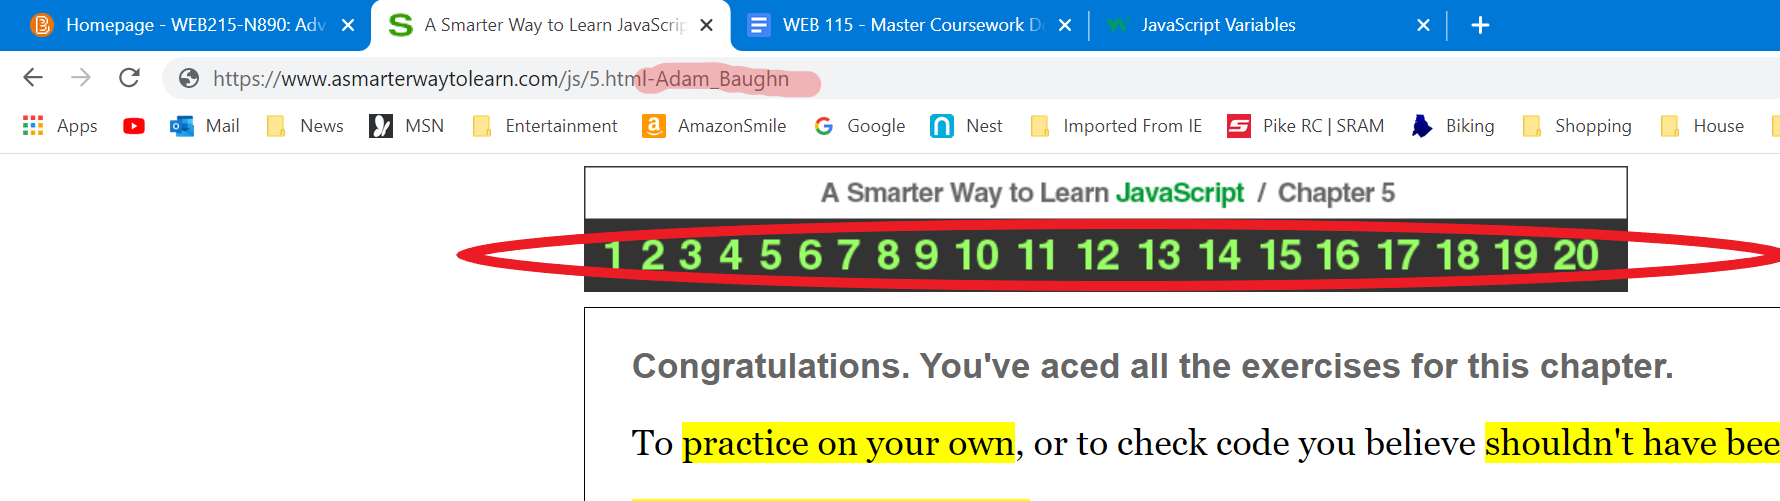 Homepage - WEB215-N890: Adv
A Smarter Way to Learn JavaScrip
WEB 115 - Master Coursework Do
JavaScript Variables
https://www.asmarterwaytolearn.com/js/5.html-Adam_Baughn
Apps Mail News MSN Entertainment AmazonSmile Google Nest Imported From IE Pike RC | SRAM Biking Shopping House
A Smarter Way to Learn JavaScript / Chapter 5
1 2 3 4 5 6 7 8 9 10 11 12 13 14 15 16 17 18 19 20
Congratulations. You've aced all the exercises for this chapter.
To practice on your own, or to check code you believe shouldn't have bee